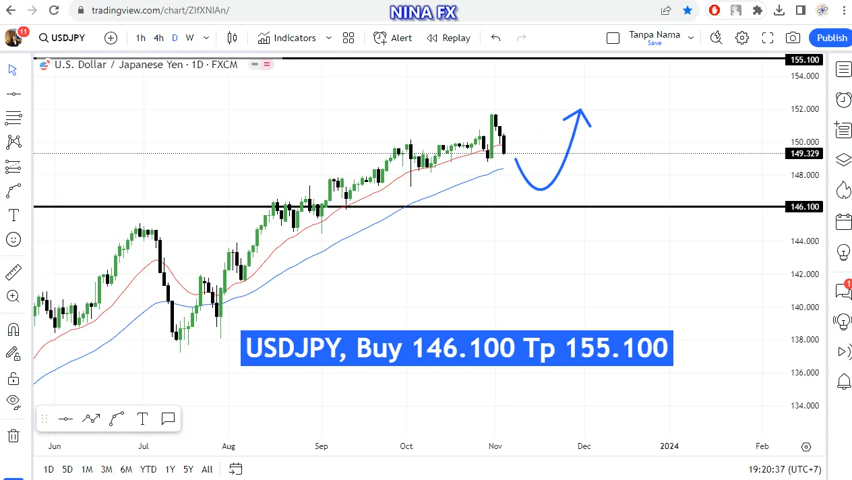 NINA FX
tradingview.com/chart/ZIfXNIAn/
11
USDJPY
1h 4h D W
Indicators
Alert
Replay
Tanpa Nama
Save
Publish
U.S. Dollar / Japanese Yen · 1D · FXCM
155.100
154.000
152.000
150.000
149.329
148.000
146.100
144.000
142.000
140.000
138.000
136.000
134.000
USDJPY, Buy 146.100 Tp 155.100
1
Jun Jul Aug Sep Oct Nov Dec 2024 Feb
1D 5D 1M 3M 6M YTD 1Y 5Y All
19:20:37 (UTC+7)